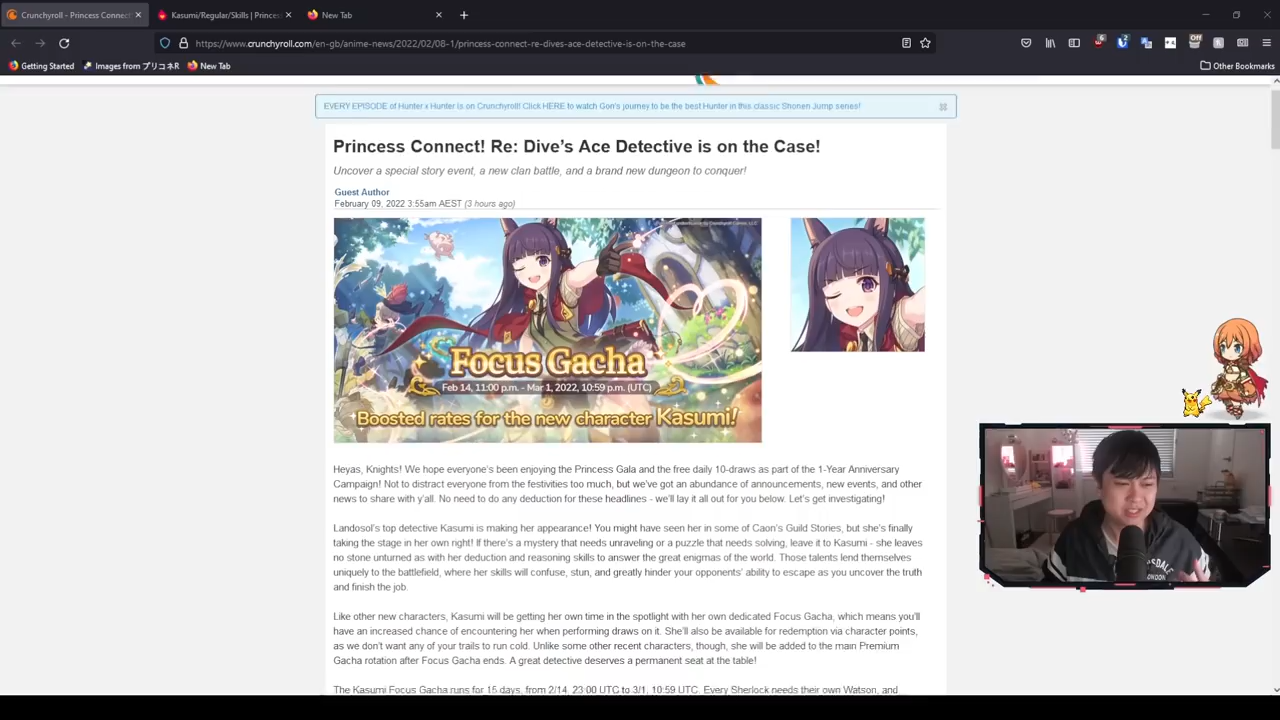 Crunchyroll - Princess Connect!
Kasumi/Regular/Skills | Princess
New Tab
https://www.crunchyroll.com/en-gb/anime-news/2022/02/08-1/princess-connect-re-dives-ace-detective-is-on-the-case
Off
Getting Started
Images from プリコネR
New Tab
Other Bookmarks
EVERY EPISODE of Hunter x Hunter is on Crunchyroll! Click HERE to watch Gon's journey to be the best Hunter in this classic Shonen Jump series!
Princess Connect! Re: Dive's Ace Detective is on the Case!
Uncover a special story event, a new clan battle, and a brand new dungeon to conquer!
Guest Author
February 09, 2022 3:55am AEST (3 hours ago)
Focus Gacha
Feb 14, 11:00 p.m. - Mar 1, 2022, 10:59 p.m. (UTC)
Boosted rates for the new character Kasumi!
Heyas, Knights! We hope everyone's been enjoying the Princess Gala and the free daily 10-draws as part of the 1-Year Anniversary
Campaign! Not to distract everyone from the festivities too much, but we've got an abundance of announcements, new events, and other
news to share with y'all. No need to do any deduction for these headlines - we'll lay it all out for you below. Let's get investigating!
Landosol's top detective Kasumi is making her appearance! You might have seen her in some of Caon's Guild Stories, but she's finally
taking the stage in her own right! If there's a mystery that needs unraveling or a puzzle that needs solving, leave it to Kasumi - she leaves
no stone unturned as with her deduction and reasoning skills to answer the great enigmas of the world. Those talents lend themselves
uniquely to the battlefield, where her skills will confuse, stun, and greatly hinder your opponents' ability to escape as you uncover the truth
and finish the job.
Like other new characters, Kasumi will be getting her own time in the spotlight with her own dedicated Focus Gacha, which means you'll
have an increased chance of encountering her when performing draws on it. She'll also be available for redemption via character points,
as we don't want any of your trails to run cold. Unlike some other recent characters, though, she will be added to the main Premium
Gacha rotation after Focus Gacha ends. A great detective deserves a permanent seat at the table!
The Kasumi Focus Gacha runs for 15 days, from 2/14, 23:00 UTC to 3/1, 10:59 UTC. Every Sherlock needs their own Watson, and